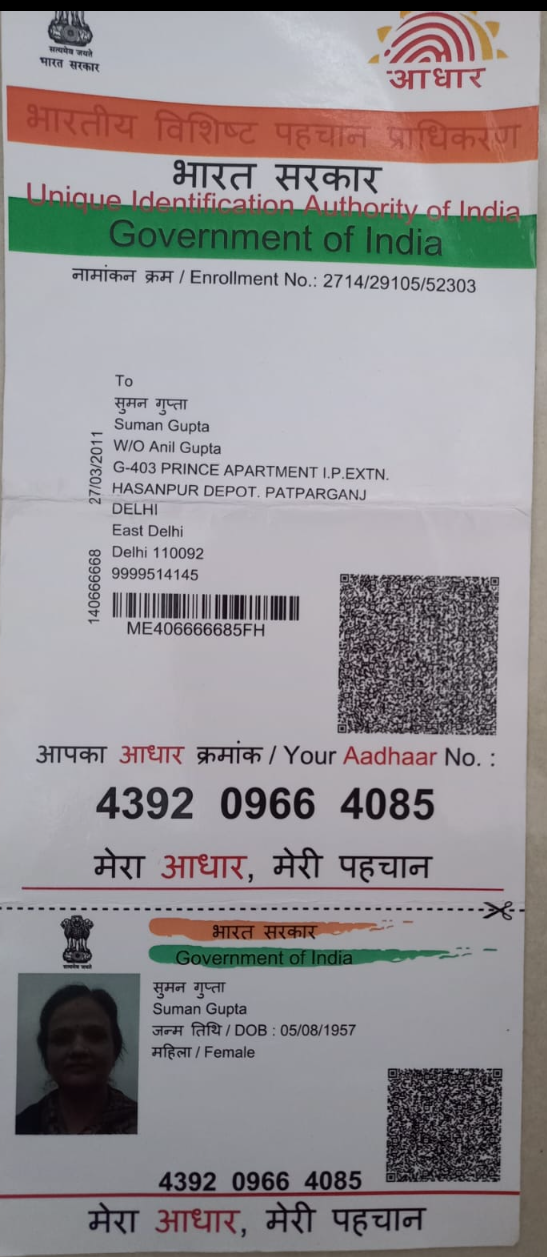 सत्यमेव जयते
भारत सरकार
आधार
भारतीय विशिष्ट पहचान प्राधिकरण
भारत सरकार
Unique Identification Authority of India
Government of India
नामांकन क्रम / Enrollment No.: 2714/29105/52303
To
सुमन गुप्ता
Suman Gupta
W/O Anil Gupta
G-403 PRINCE APARTMENT I.P.EXTN.
HASANPUR DEPOT. PATPARGANJ
DELHI
East Delhi
Delhi 110092
9999514145
27/03/2011
140666668
ME406666685FH
आपका आधार क्रमांक / Your Aadhaar No. :
4392 0966 4085
मेरा आधार, मेरी पहचान
भारत सरकार
Government of India
सुमन गुप्ता
Suman Gupta
जन्म तिथि / DOB : 05/08/1957
महिला / Female
4392 0966 4085
मेरा आधार, मेरी पहचान